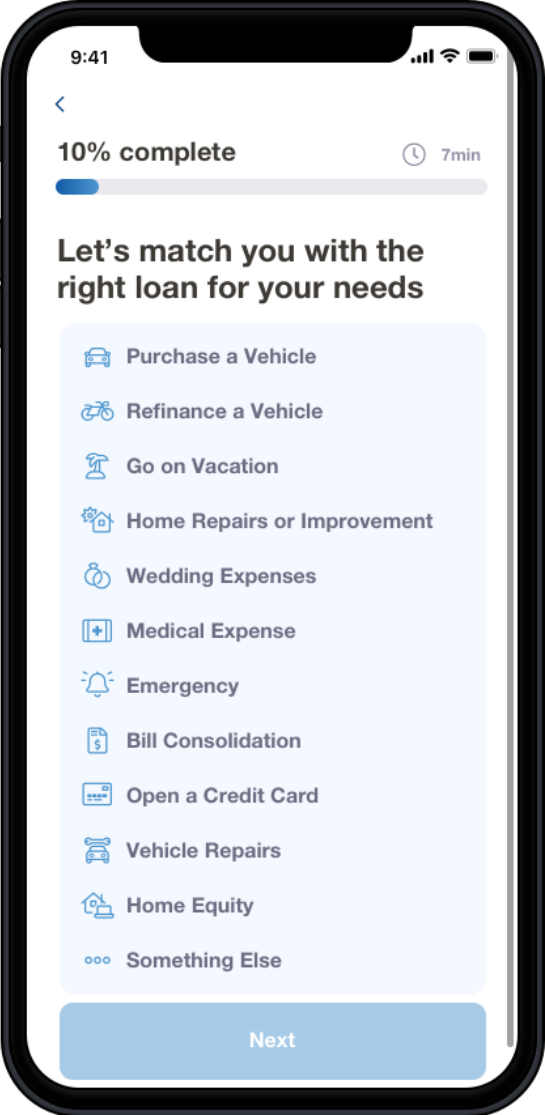 9:41
10% complete
7min
Let’s match you with the
right loan for your needs
Purchase a Vehicle
Refinance a Vehicle
Go on Vacation
Home Repairs or Improvement
Wedding Expenses
Medical Expense
Emergency
Bill Consolidation
Open a Credit Card
Vehicle Repairs
Home Equity
Something Else
Next